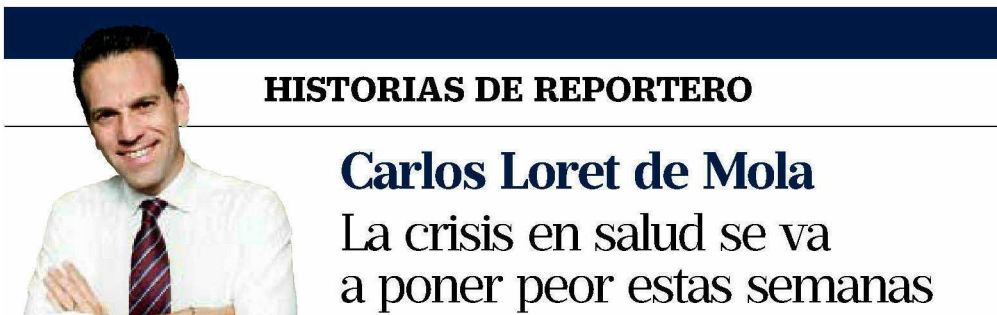 HISTORIAS DE REPORTERO
Carlos Loret de Mola
La crisis en salud se va
a poner peor estas semanas